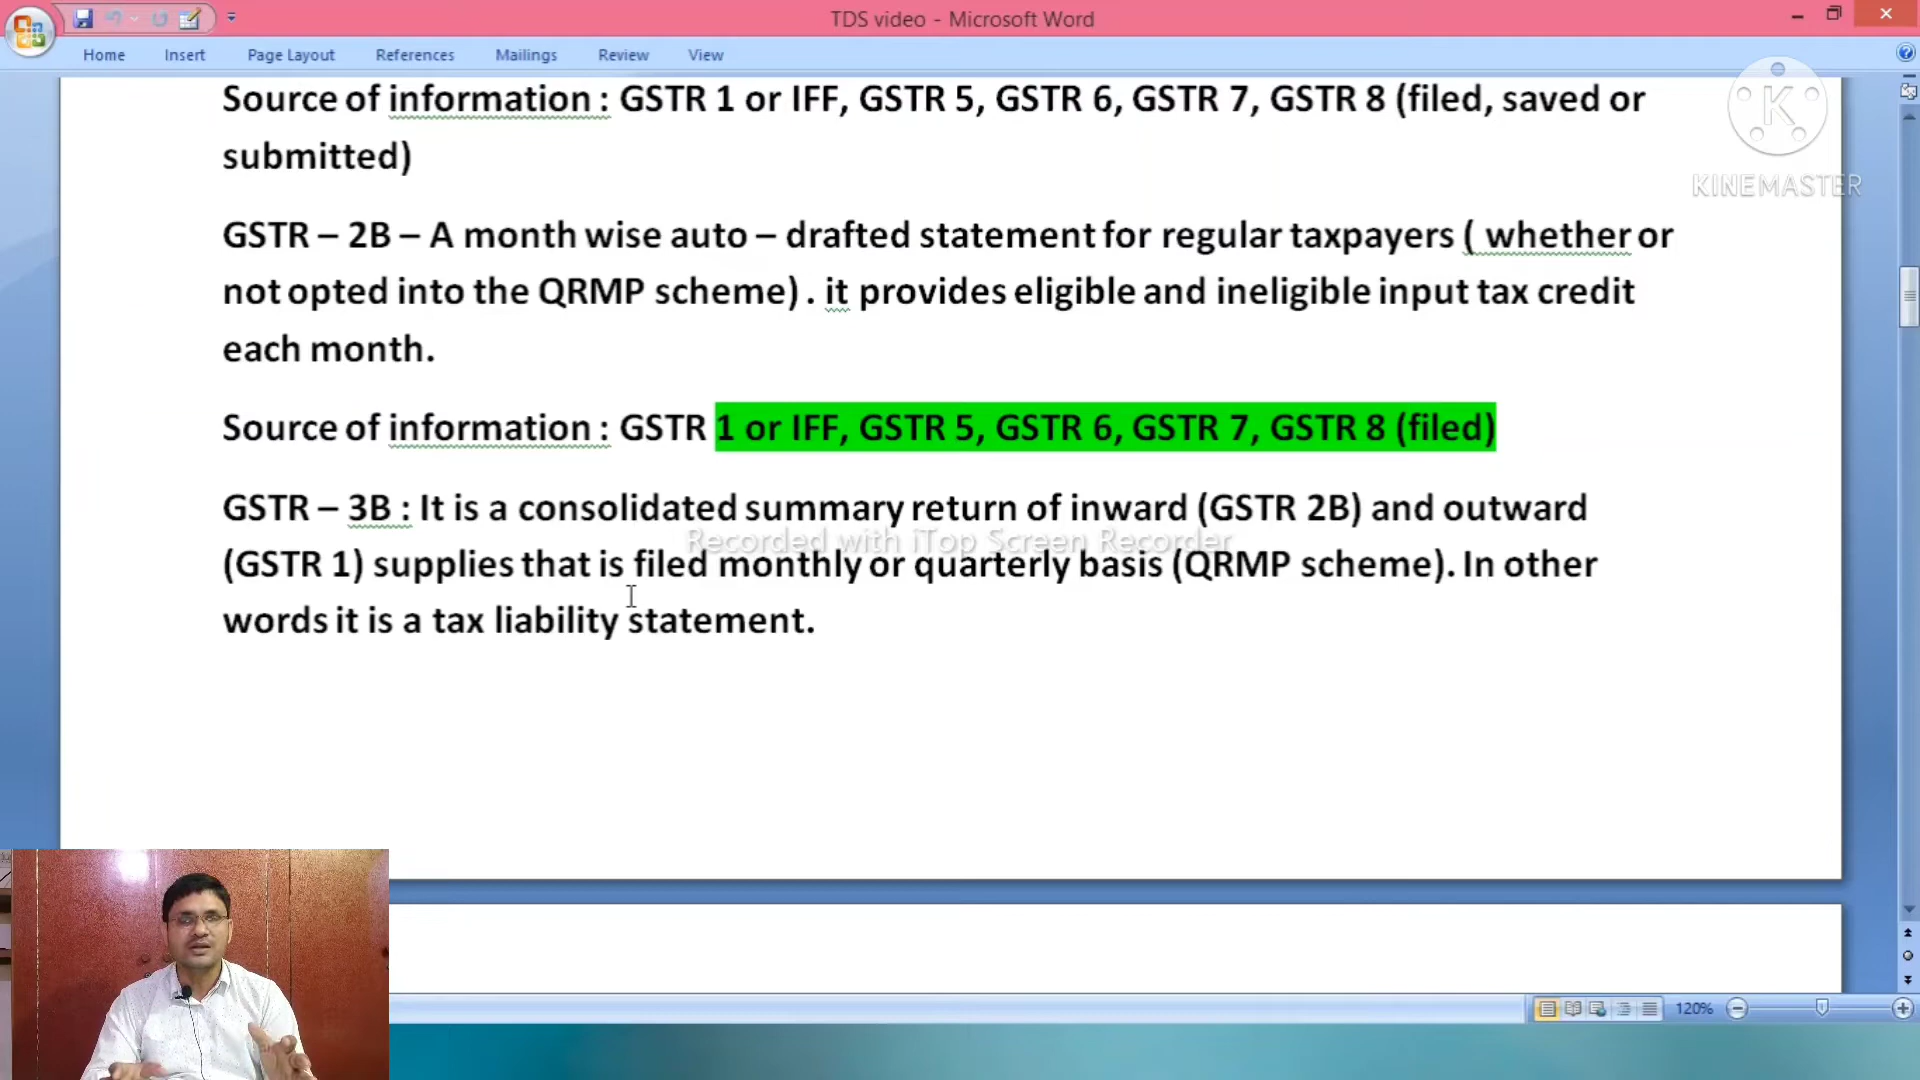 TDS video - Microsoft Word
Home Insert Page Layout References Mailings Review View
Source of information : GSTR 1 or IFF, GSTR 5, GSTR 6, GSTR 7, GSTR 8 (filed, saved or
submitted)
KINEMASTER
GSTR – 2B – A month wise auto – drafted statement for regular taxpayers ( whether or
not opted into the QRMP scheme) . it provides eligible and ineligible input tax credit
each month.
Source of information : GSTR 1 or IFF, GSTR 5, GSTR 6, GSTR 7, GSTR 8 (filed)
GSTR – 3B : It is a consolidated summary return of inward (GSTR 2B) and outward
Recorded with iTop Screen Recorder
(GSTR 1) supplies that is filed monthly or quarterly basis (QRMP scheme). In other
words it is a tax liability statement.
120%